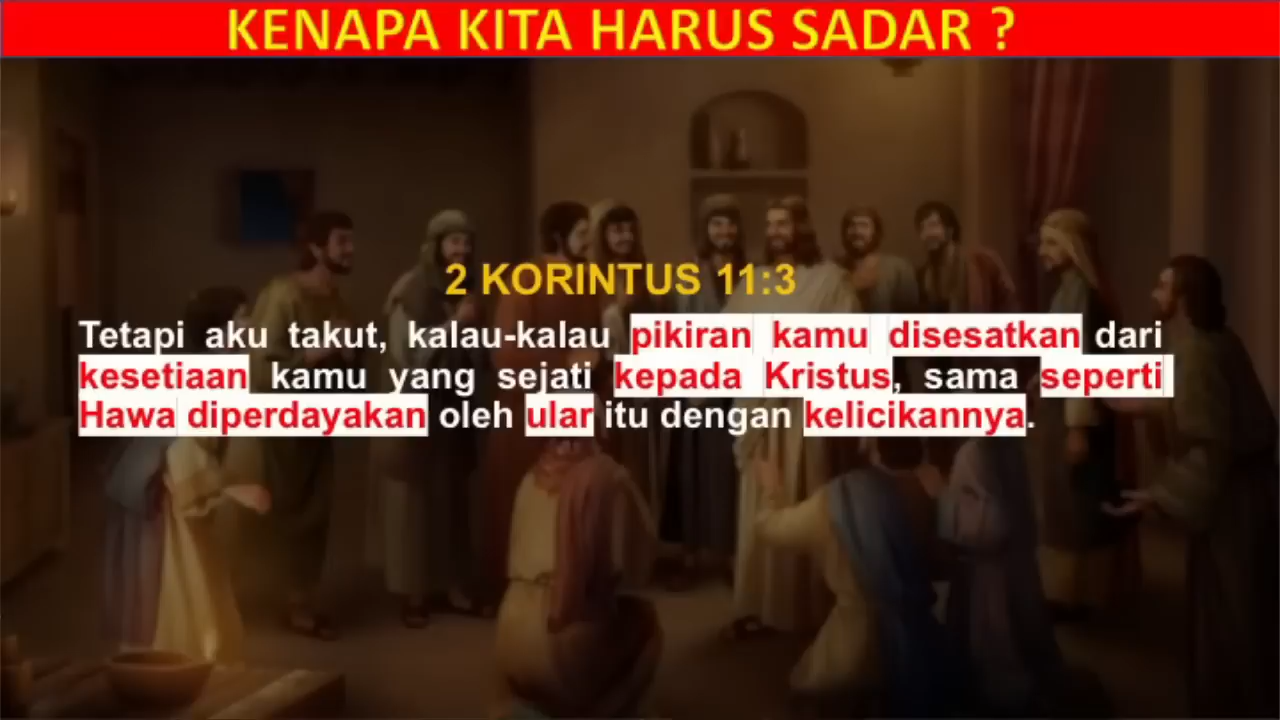 KENAPA KITA HARUS SADAR ?
2 KORINTUS 11:3
Tetapi aku takut, kalau-kalau pikiran kamu disesatkan dari
kesetiaan kamu yang sejati kepada Kristus, sama seperti
Hawa diperdayakan oleh ular itu dengan kelicikannya.